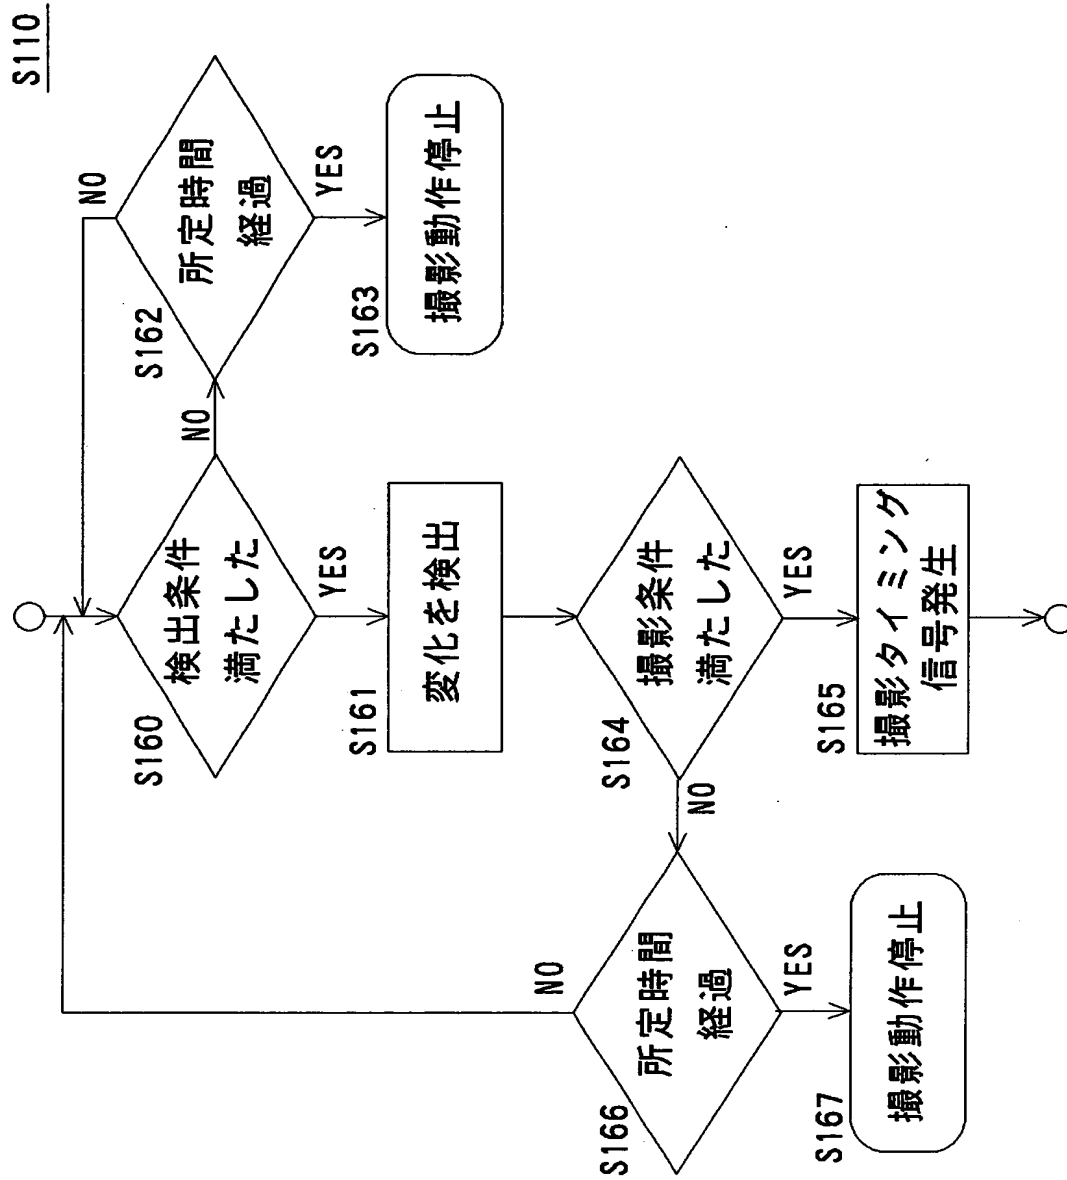 S110
S160
検出条件
満たした
NO
YES
S162
所定時間
経過
NO
YES
S163
撮影動作停止
S161
変化を検出
S164
撮影条件
満たした
NO
YES
S165
撮影タイミング
信号発生
S166
所定時間
経過
NO
YES
S167
撮影動作停止